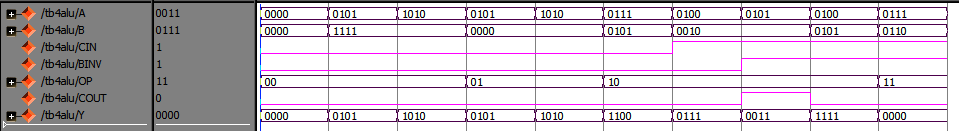 /tb4alu/A 0011 0000 0101 1010 0101 1010 0111 0100 0101 0100 0111
/tb4alu/B 0111 0000 1111 0000 0101 0010 0101 0110
/tb4alu/CIN 1
/tb4alu/BINV 1
/tb4alu/OP 11 00 01 10 11
/tb4alu/COUT 0
/tb4alu/Y 0000 0000 0101 1010 0101 1010 1100 0111 0011 1111 0000